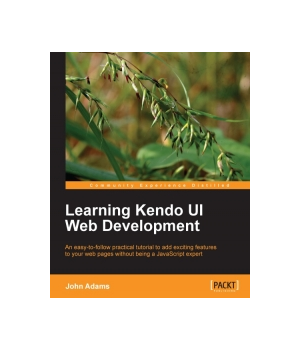 Community Experience Distilled
Learning Kendo UI
Web Development
An easy-to-follow practical tutorial to add exciting features
to your web pages without being a JavaScript expert
John Adams
PACKT
PUBLISHING